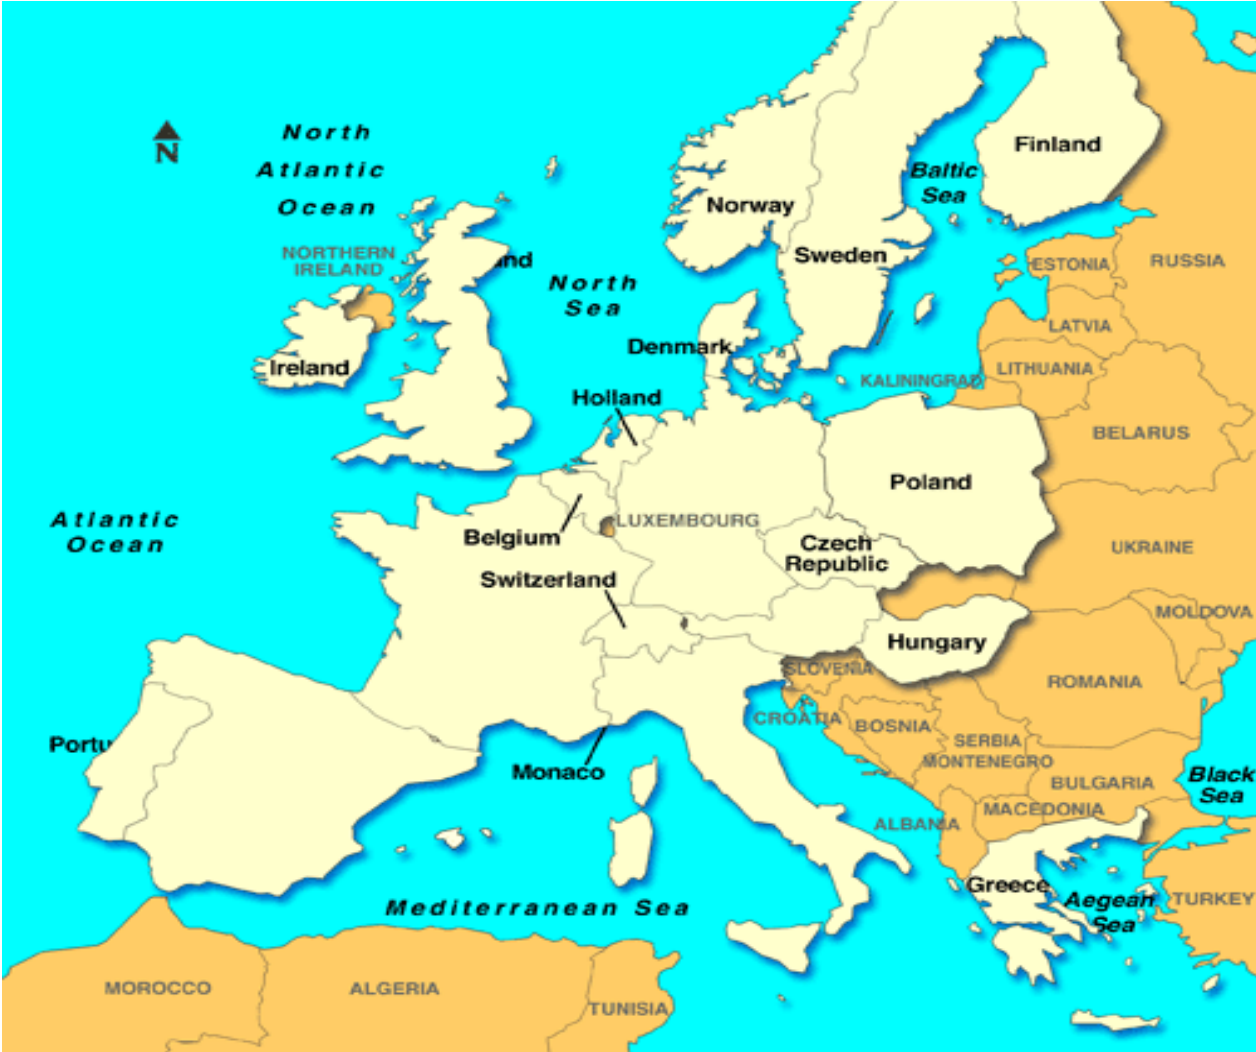 North
Atlantic
Ocean
N
NORTHERN
IRELAND
Ireland
North
Sea
Norway
Sweden
Finland
Baltic
Sea
ESTONIA
RUSSIA
LATVIA
LITHUANIA
KALININGRAD
BELARUS
Denmark
Holland
Poland
Atlantic
Ocean
Belgium
LUXEMBOURG
Czech
Republic
UKRAINE
Switzerland
MOLDOVA
Hungary
SLOVENIA
ROMANIA
CROATIA
BOSNIA
SERBIA
MONTENEGRO
Portu
Monaco
BULGARIA
Black
Sea
MACEDONIA
ALBANIA
Greece
Aegean
Sea
TURKEY
Mediterranean Sea
MOROCCO
ALGERIA
TUNISIA